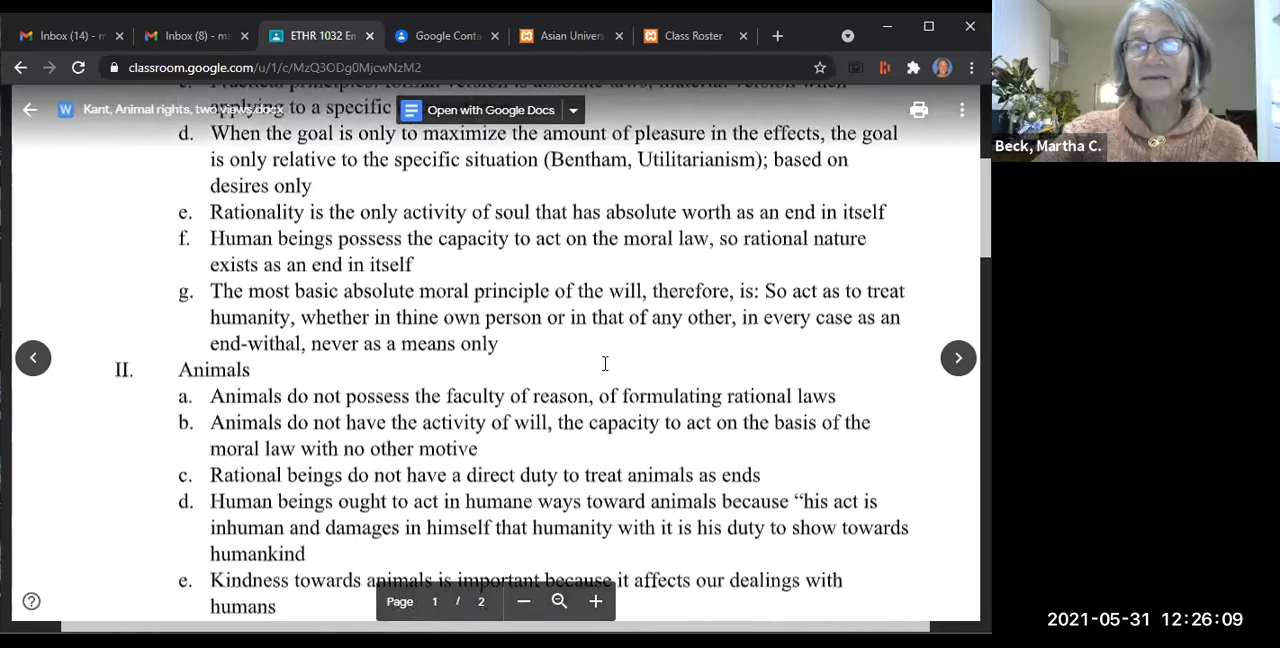 Inbox (14) - m
Inbox (8) - ma
ETHR 1032 En
Google Conta
Asian Univers
Class Roster
classroom.google.com/u/1/c/MzQ3ODg0MjcwNzM2
Kant, Animal rights, two views.docx
Open with Google Docs
applying to a specific
d. When the goal is only to maximize the amount of pleasure in the effects, the goal
is only relative to the specific situation (Bentham, Utilitarianism); based on
desires only
e. Rationality is the only activity of soul that has absolute worth as an end in itself
f. Human beings possess the capacity to act on the moral law, so rational nature
exists as an end in itself
g. The most basic absolute moral principle of the will, therefore, is: So act as to treat
humanity, whether in thine own person or in that of any other, in every case as an
end-withal, never as a means only
II. Animals
a. Animals do not possess the faculty of reason, of formulating rational laws
b. Animals do not have the activity of will, the capacity to act on the basis of the
moral law with no other motive
c. Rational beings do not have a direct duty to treat animals as ends
d. Human beings ought to act in humane ways toward animals because “his act is
inhuman and damages in himself that humanity with it is his duty to show towards
humankind
e. Kindness towards animals is important because it affects our dealings with
humans
Page 1 / 2
Beck, Martha C.
2021-05-31 12:26:09